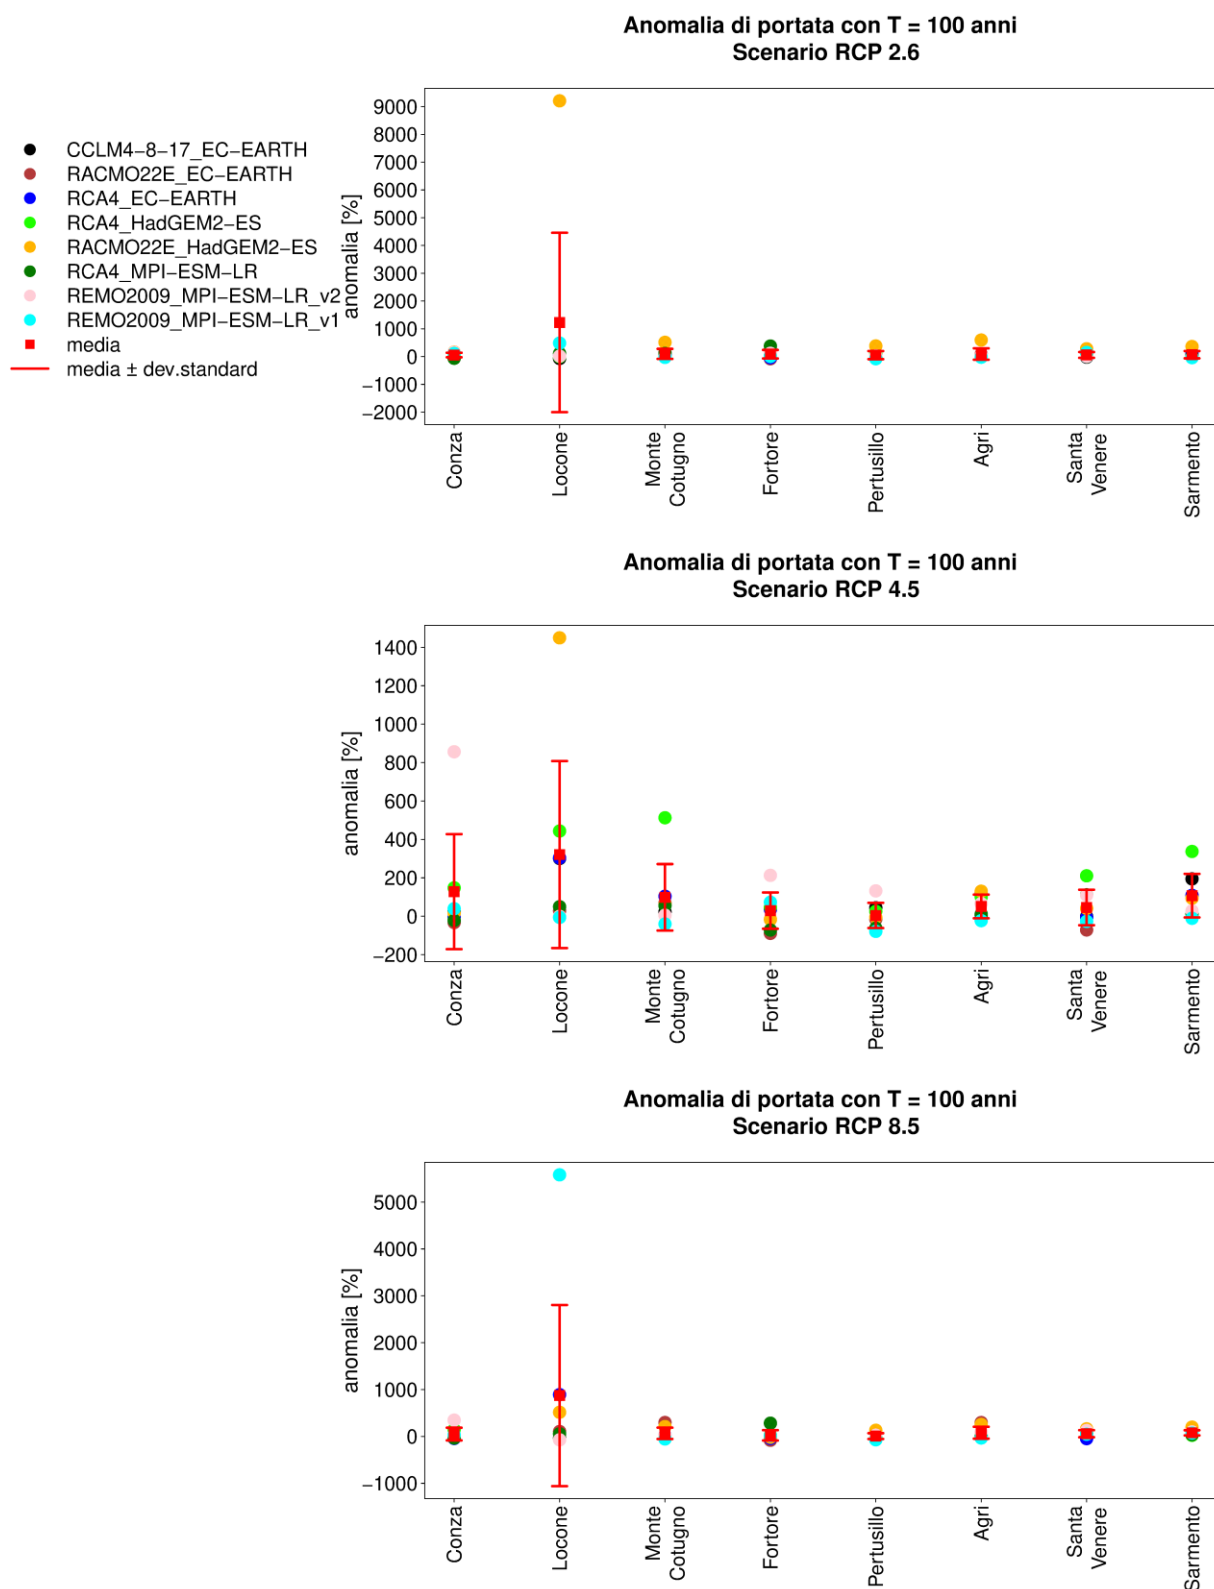 Anomalia di portata con T = 100 anni
Scenario RCP 2.6
CCLM4−8−17_EC−EARTH
RACMO22E_EC−EARTH
RCA4_EC−EARTH
RCA4_HadGEM2−ES
RACMO22E_HadGEM2−ES
RCA4_MPI−ESM−LR
REMO2009_MPI−ESM−LR_v2
REMO2009_MPI−ESM−LR_v1
media
media ± dev.standard
anomalia [%]
9000
8000
7000
6000
5000
4000
3000
2000
1000
0
−1000
−2000
Conza
Locone
Monte
Cotugno
Fortore
Pertusillo
Agri
Santa
Venere
Sarmento
Anomalia di portata con T = 100 anni
Scenario RCP 4.5
anomalia [%]
1400
1200
1000
800
600
400
200
0
−200
Conza
Locone
Monte
Cotugno
Fortore
Pertusillo
Agri
Santa
Venere
Sarmento
Anomalia di portata con T = 100 anni
Scenario RCP 8.5
anomalia [%]
5000
4000
3000
2000
1000
0
−1000
Conza
Locone
Monte
Cotugno
Fortore
Pertusillo
Agri
Santa
Venere
Sarmento